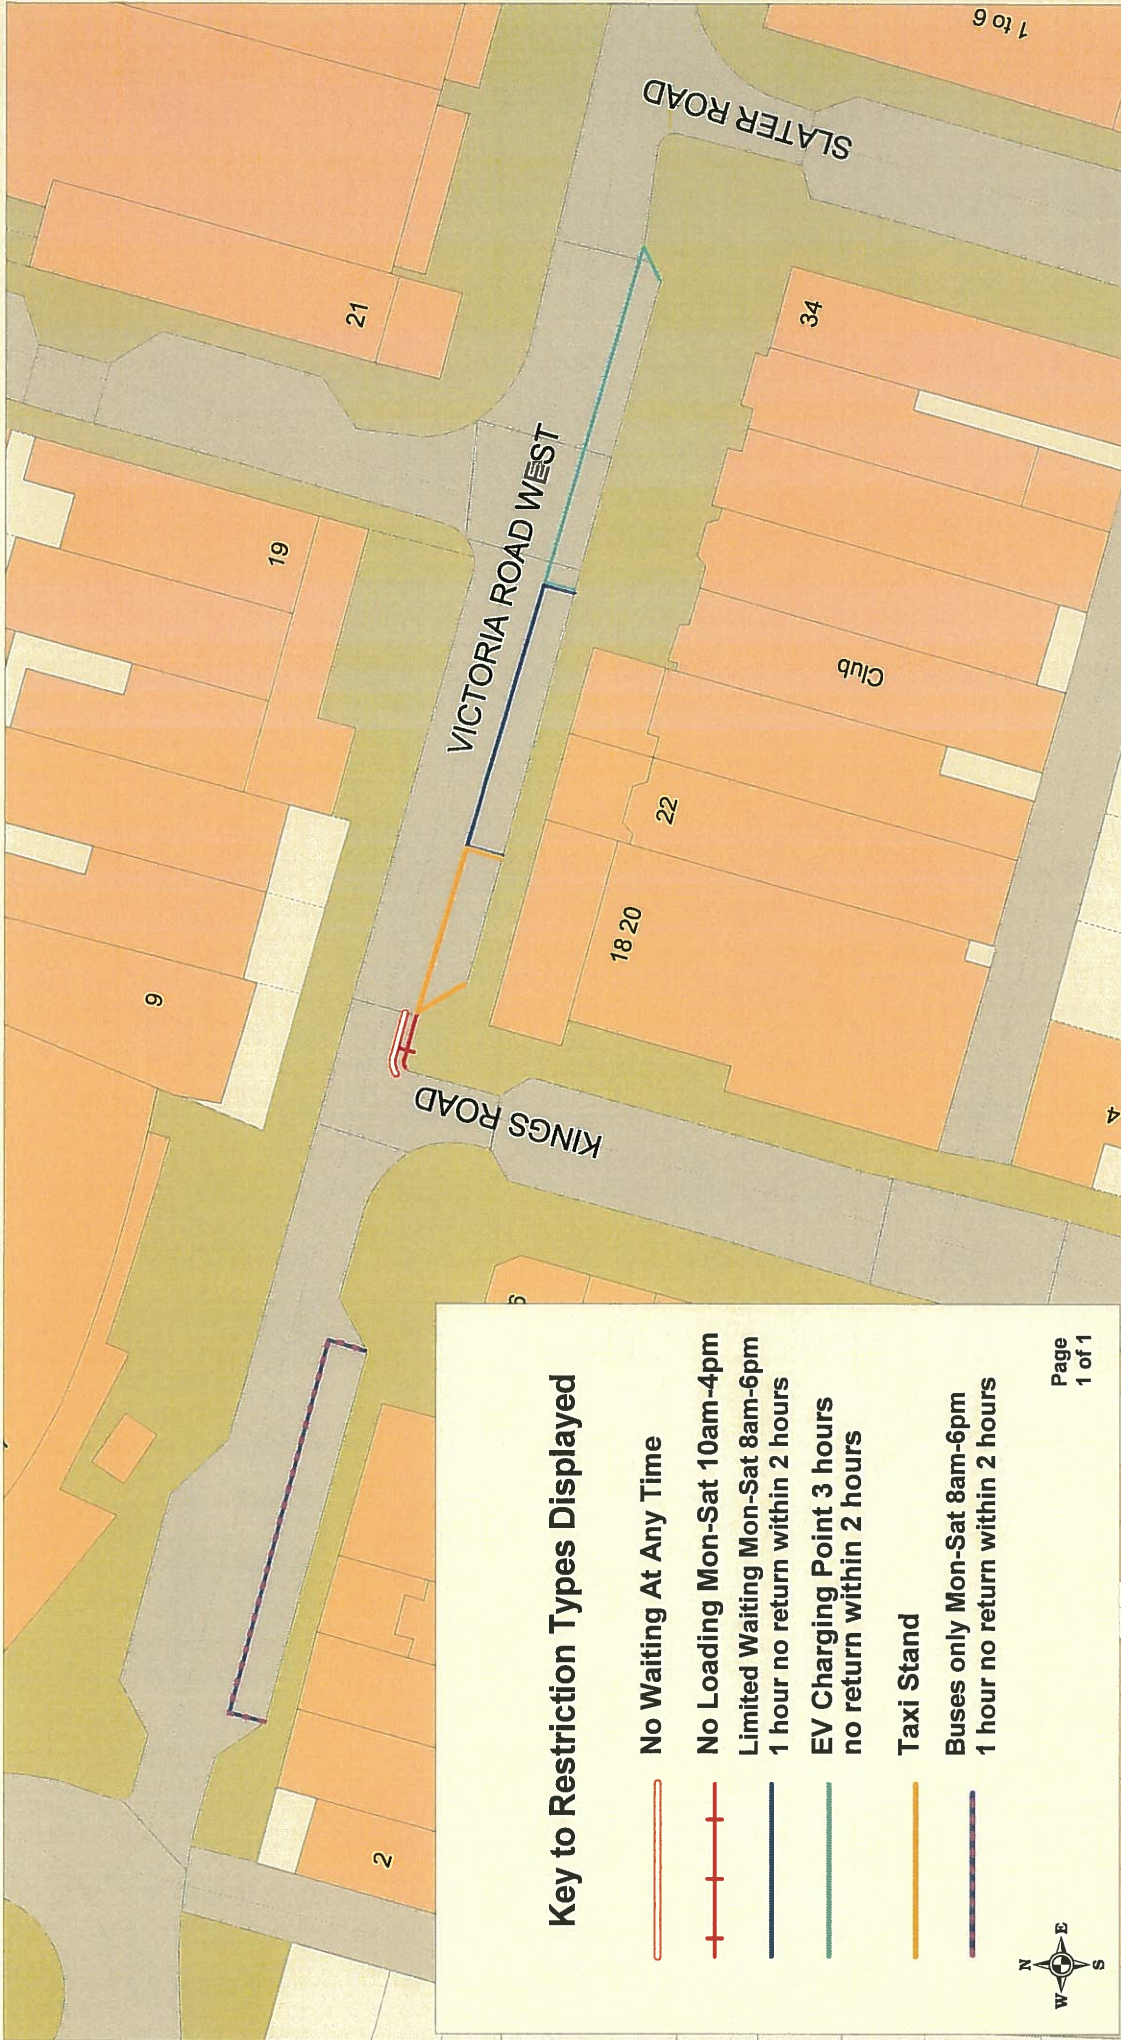 1 to 6
SLATER ROAD
21
34
VICTORIA ROAD WEST
19
Club
22
18 20
9
KINGS ROAD
4
6
2
Key to Restriction Types Displayed
No Waiting At Any Time
No Loading Mon-Sat 10am-4pm
Limited Waiting Mon-Sat 8am-6pm
1 hour no return within 2 hours
EV Charging Point 3 hours
no return within 2 hours
Taxi Stand
Buses only Mon-Sat 8am-6pm
1 hour no return within 2 hours
N
W E
S
Page
1 of 1